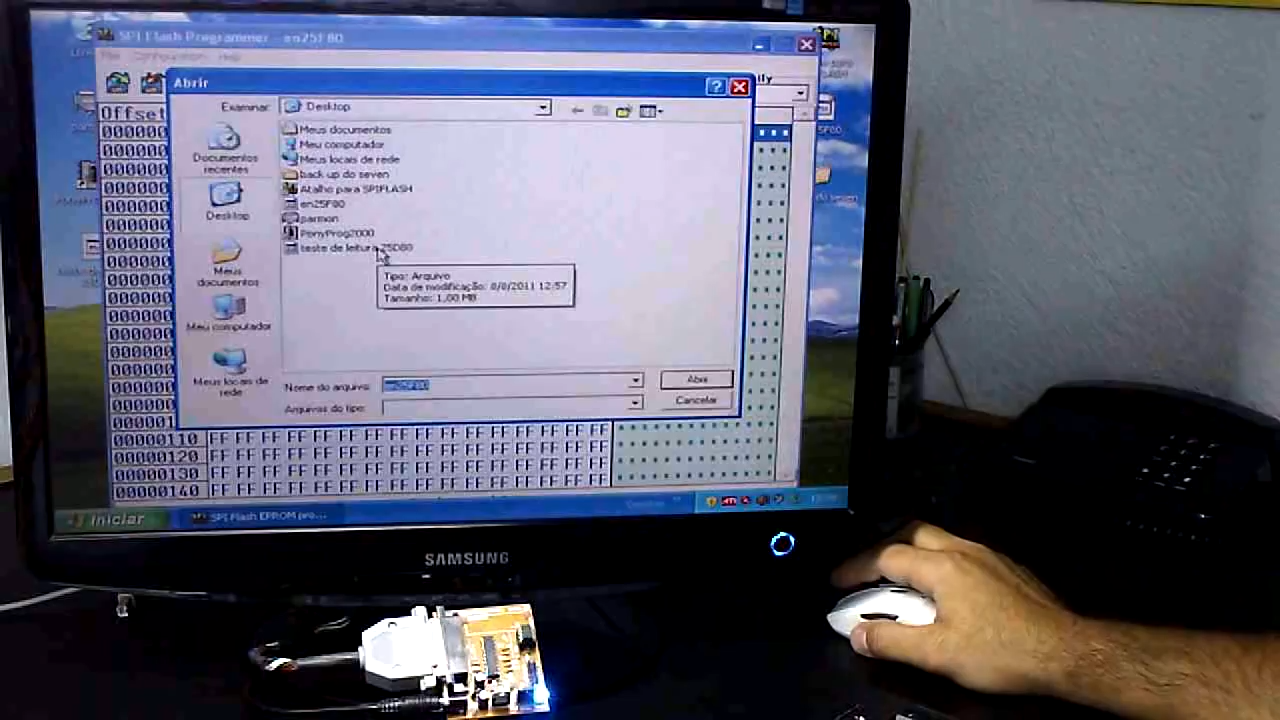 SPI Flash Programmer - en25F80
Configuration Help
Abrir
Examinar:
Desktop
Offset
Documentos recentes
Desktop
Meus documentos
Meu computador
Meus locais de rede
Meus documentos
Meu computador
Meus locais de rede
back up do seven
Atalho para SPIFLASH
en25F80
parmon
PonyProg2000
teste de leitura 25D80
Tipo: Arquivo
Data de modificação: 8/8/2011 12:57
Tamanho: 1,00 MB
Nome do arquivo:
en25F80
Abrir
Arquivos do tipo:
Cancelar
00000110 FF FF FF FF FF FF FF FF FF FF FF FF FF FF FF FF
00000120 FF FF FF FF FF FF FF FF FF FF FF FF FF FF FF FF
00000130 FF FF FF FF FF FF FF FF FF FF FF FF FF FF FF FF
00000140 FF FF FF FF FF FF FF FF FF FF FF FF FF FF FF FF
Iniciar
SPI Flash EPROM pro...
SAMSUNG